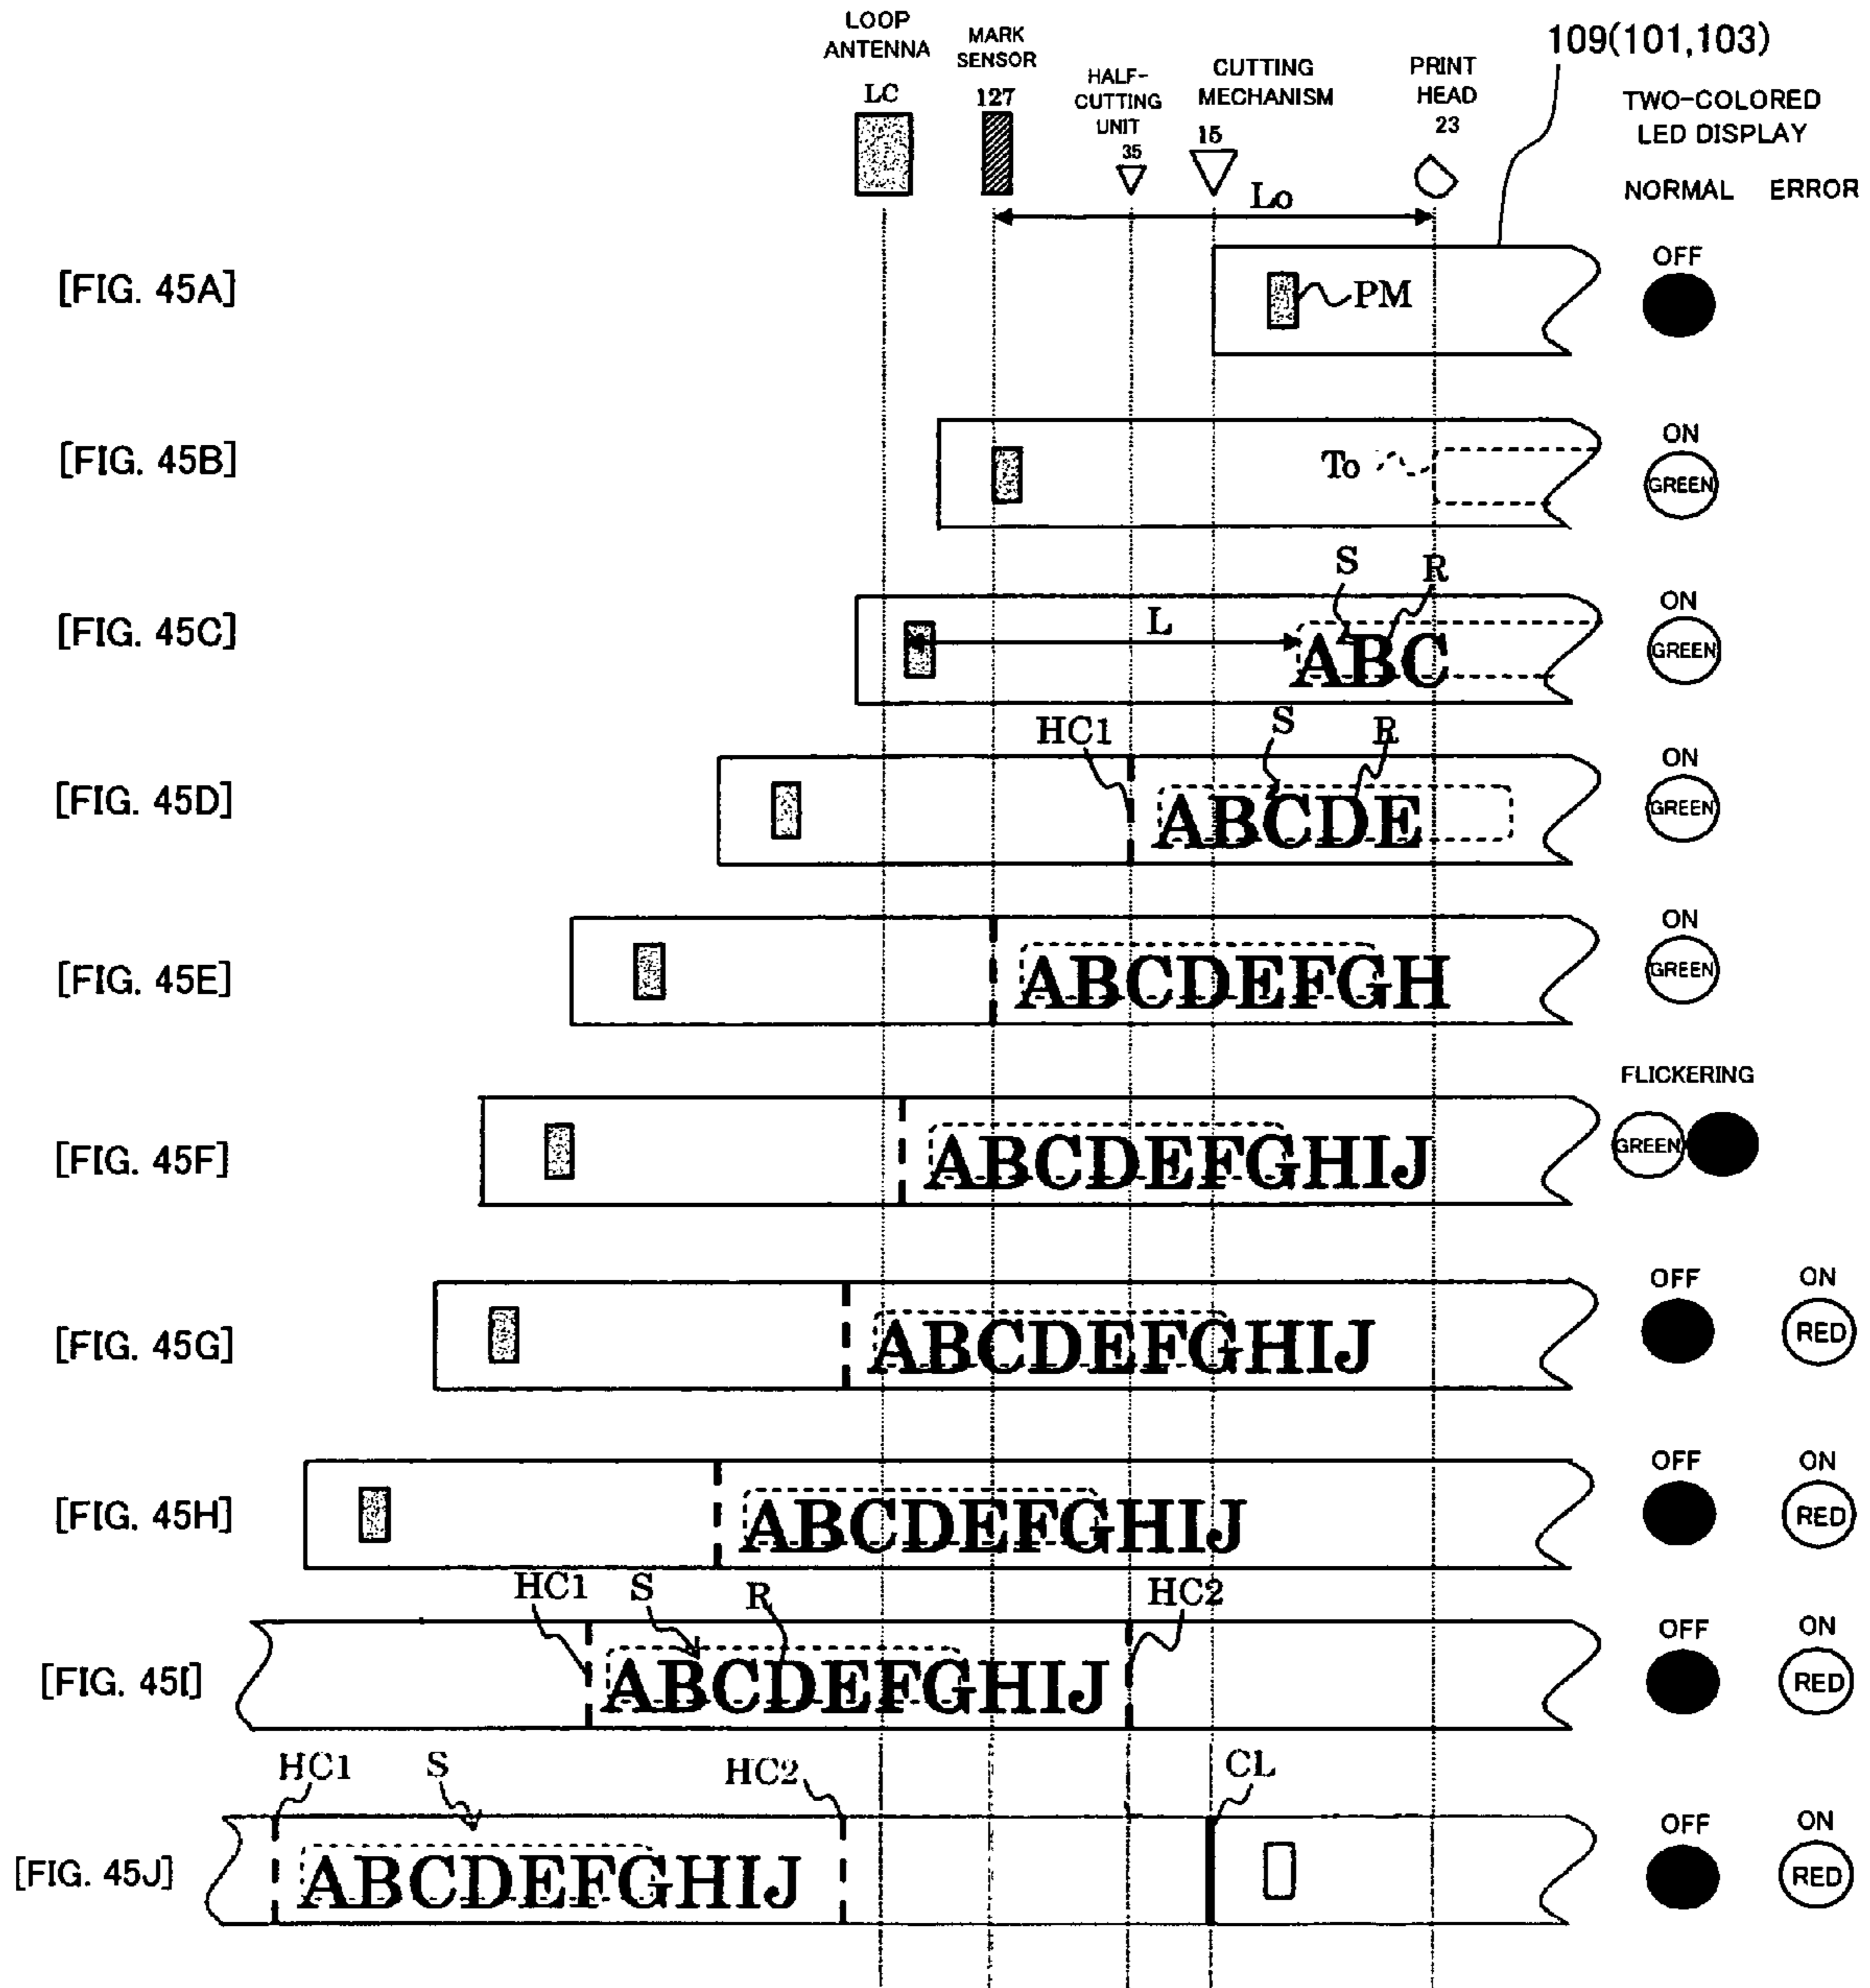 LOOP
ANTENNA
LC
MARK
SENSOR
127
HALF-
CUTTING
UNIT
35
CUTTING
MECHANISM
15
PRINT
HEAD
23
109(101,103)
TWO-COLORED
LED DISPLAY
NORMAL ERROR
Lo
[FIG. 45A]
PM
OFF
[FIG. 45B]
To
ON
GREEN
[FIG. 45C]
L
S
R
ABC
ON
GREEN
[FIG. 45D]
HC1
S
R
ABCDE
ON
GREEN
[FIG. 45E]
ABCDEFGH
ON
GREEN
[FIG. 45F]
ABCDEFGHIJ
FLICKERING
GREEN
[FIG. 45G]
ABCDEFGHIJ
OFF ON
RED
[FIG. 45H]
ABCDEFGHIJ
OFF ON
RED
[FIG. 45I]
HC1 S R HC2
ABCDEFGHIJ
OFF ON
RED
[FIG. 45J]
HC1 S HC2 CL
ABCDEFGHIJ
OFF ON
RED